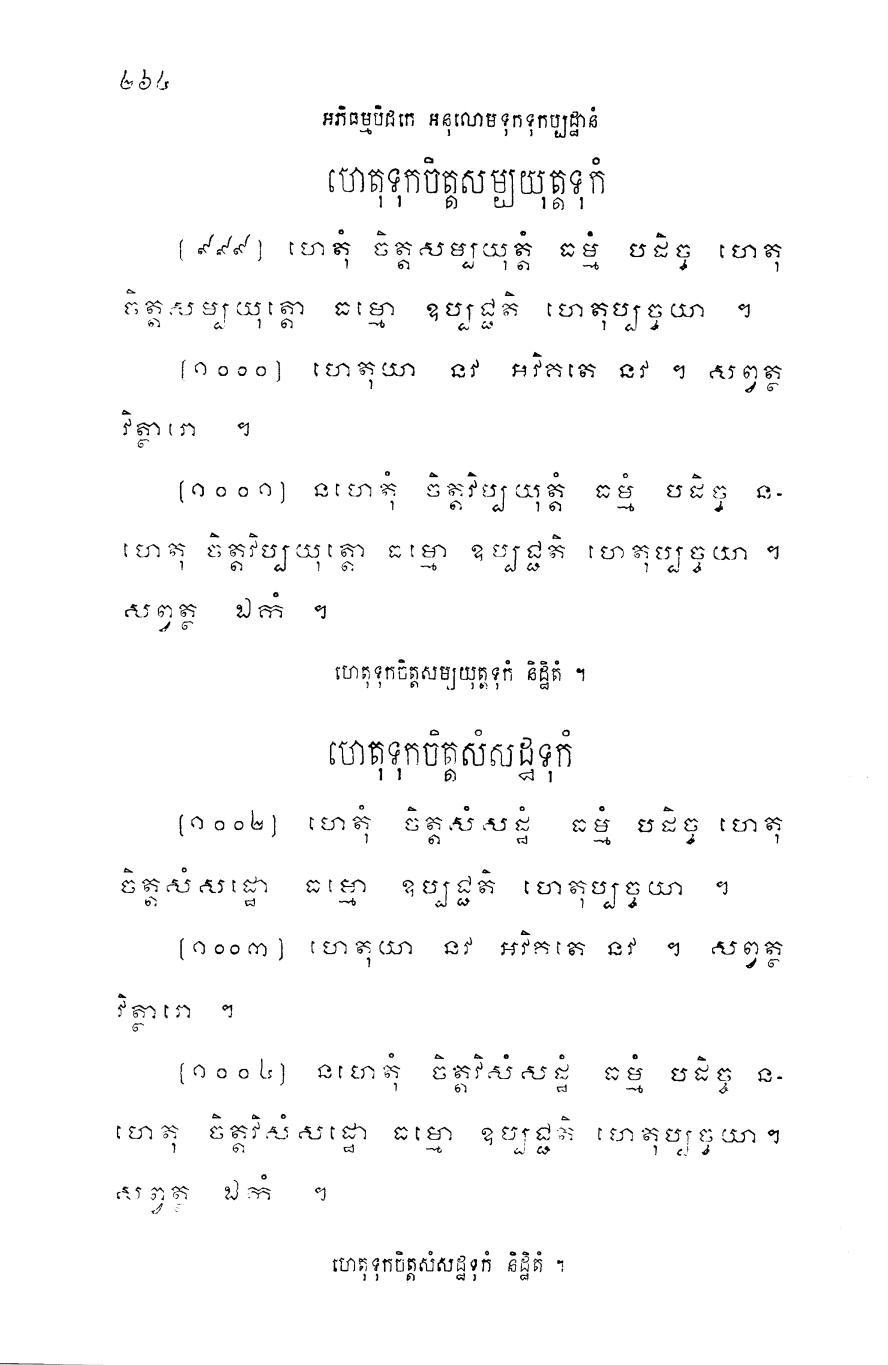 ២៦៤
អភិធម្មបិដកេ អនុលោមទុកទុកប្បដ្ឋានំ
ហេតុទុកចិត្តសម្បយុត្តទុកំ
[៩៩៩] ហេតុំ ចិត្តសម្បយុត្តំ ធម្មំ បដិច្ច ហេតុ
ចិត្តសម្បយុត្តោ ធម្មោ ឧប្បជ្ជតិ ហេតុប្បច្ចយា ។
[១០០០] ហេតុយា នវ អវិគតេ នវ ។ សព្វត្ថ
វិត្ថារោ ។
[១០០១] នហេតុំ ចិត្តវិប្បយុត្តំ ធម្មំ បដិច្ច ន-
ហេតុ ចិត្តវិប្បយុត្តោ ធម្មោ ឧប្បជ្ជតិ ហេតុប្បច្ចយា ។
សព្វត្ថ ឯកំ ។
ហេតុទុកចិត្តសម្បយុត្តទុកំ និដ្ឋិតំ ។
ហេតុទុកចិត្តសំសដ្ឋទុកំ
[១០០២] ហេតុំ ចិត្តសំសដ្ឋំ ធម្មំ បដិច្ច ហេតុ
ចិត្តសំសដ្ឋោ ធម្មោ ឧប្បជ្ជតិ ហេតុប្បច្ចយា ។
[១០០៣] ហេតុយា នវ អវិគតេ នវ ។ សព្វត្ថ
វិត្ថារោ ។
[១០០៤] នហេតុំ ចិត្តវិសំសដ្ឋំ ធម្មំ បដិច្ច ន-
ហេតុ ចិត្តវិសំសដ្ឋោ ធម្មោ ឧប្បជ្ជតិ ហេតុប្បច្ចយា ។
សព្វត្ថ ឯកំ ។
ហេតុទុកចិត្តសំសដ្ឋទុកំ និដ្ឋិតំ ។